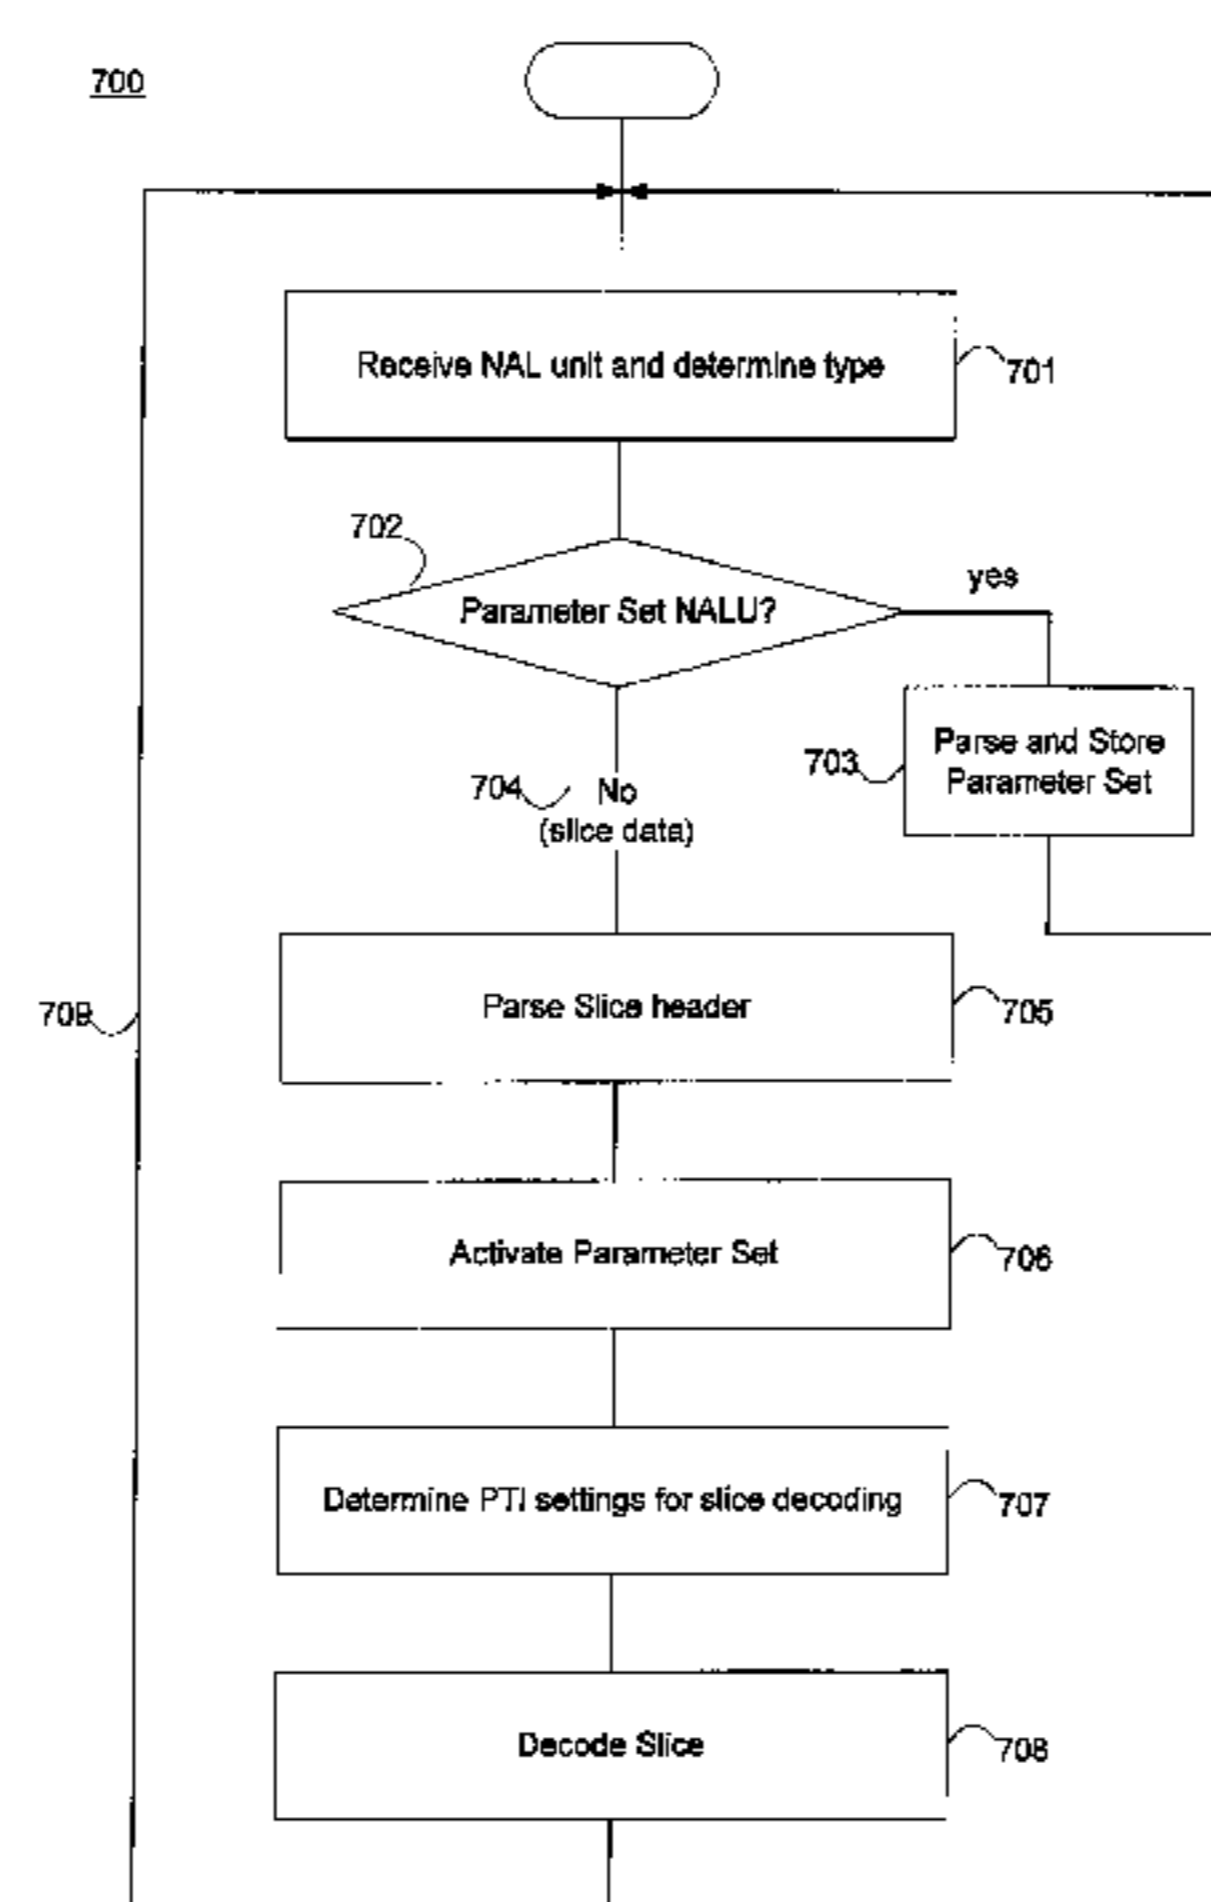 700
Receive NAL unit and determine type
701
702
Parameter Set NALU?
yes
703
Parse and Store
Parameter Set
704
No
(slice data)
709
Parse Slice header
705
Activate Parameter Set
706
Determine PTI settings for slice decoding
707
Decode Slice
708